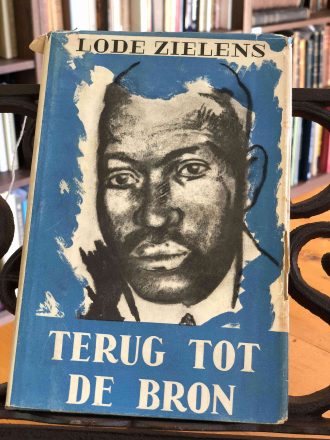 LODE ZIELENS
TERUG TOT
DE BRON